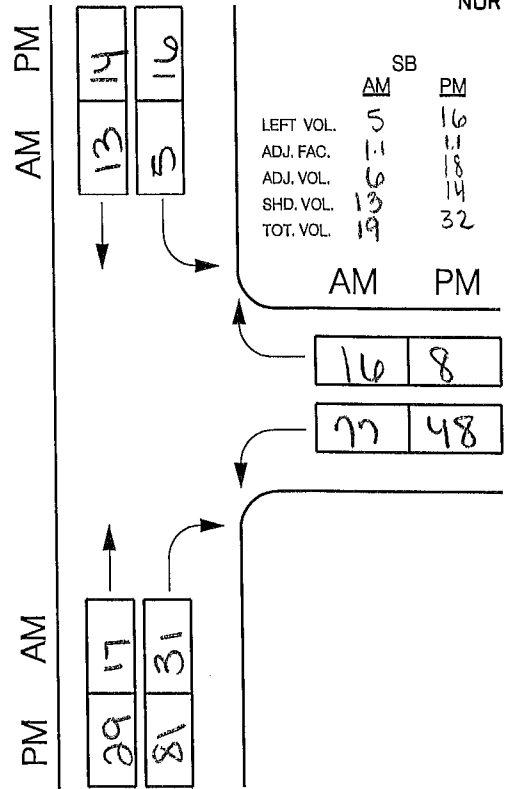 NOR
PM 14 16
AM 13 5
SB
AM PM
LEFT VOL. 5 16
ADJ. FAC. 1.1 1.1
ADJ. VOL. 6 18
SHD. VOL. 13 14
TOT. VOL. 19 32
AM PM
16 8
77 48
AM 17 31
PM 29 81